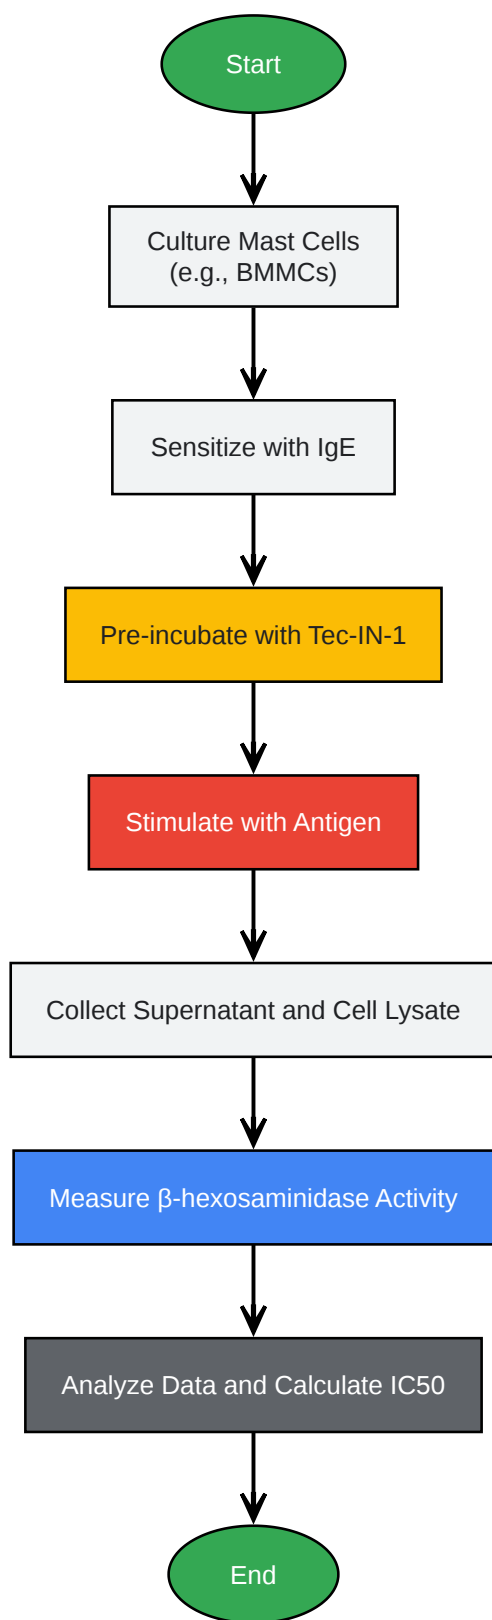 Start
Culture Mast Cells
(e.g., BMMCs)
Sensitize with IgE
Pre-incubate with Tec-IN-1
Stimulate with Antigen
Collect Supernatant and Cell Lysate
Measure β-hexosaminidase Activity
Analyze Data and Calculate IC50
End